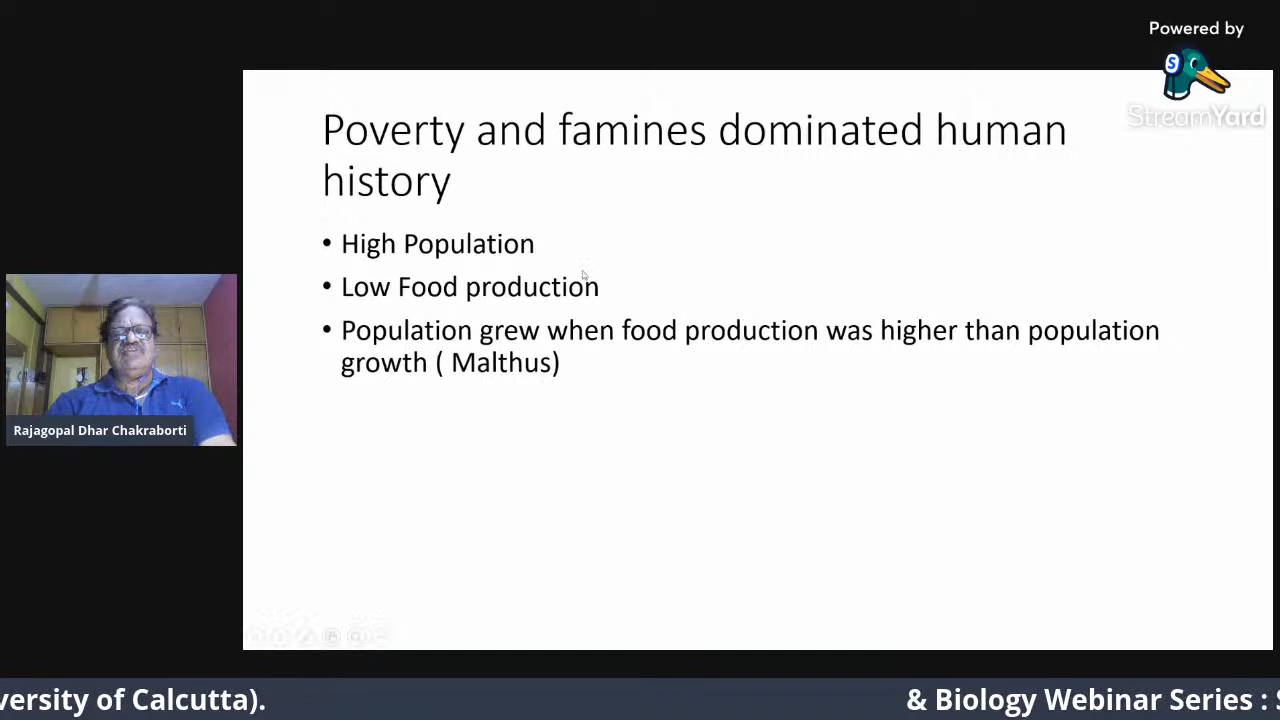 Powered by
S
StreamYard
Poverty and famines dominated human
history
• High Population
• Low Food production
• Population grew when food production was higher than population
growth ( Malthus)
Rajagopal Dhar Chakraborti
versity of Calcutta).
& Biology Webinar Series : S